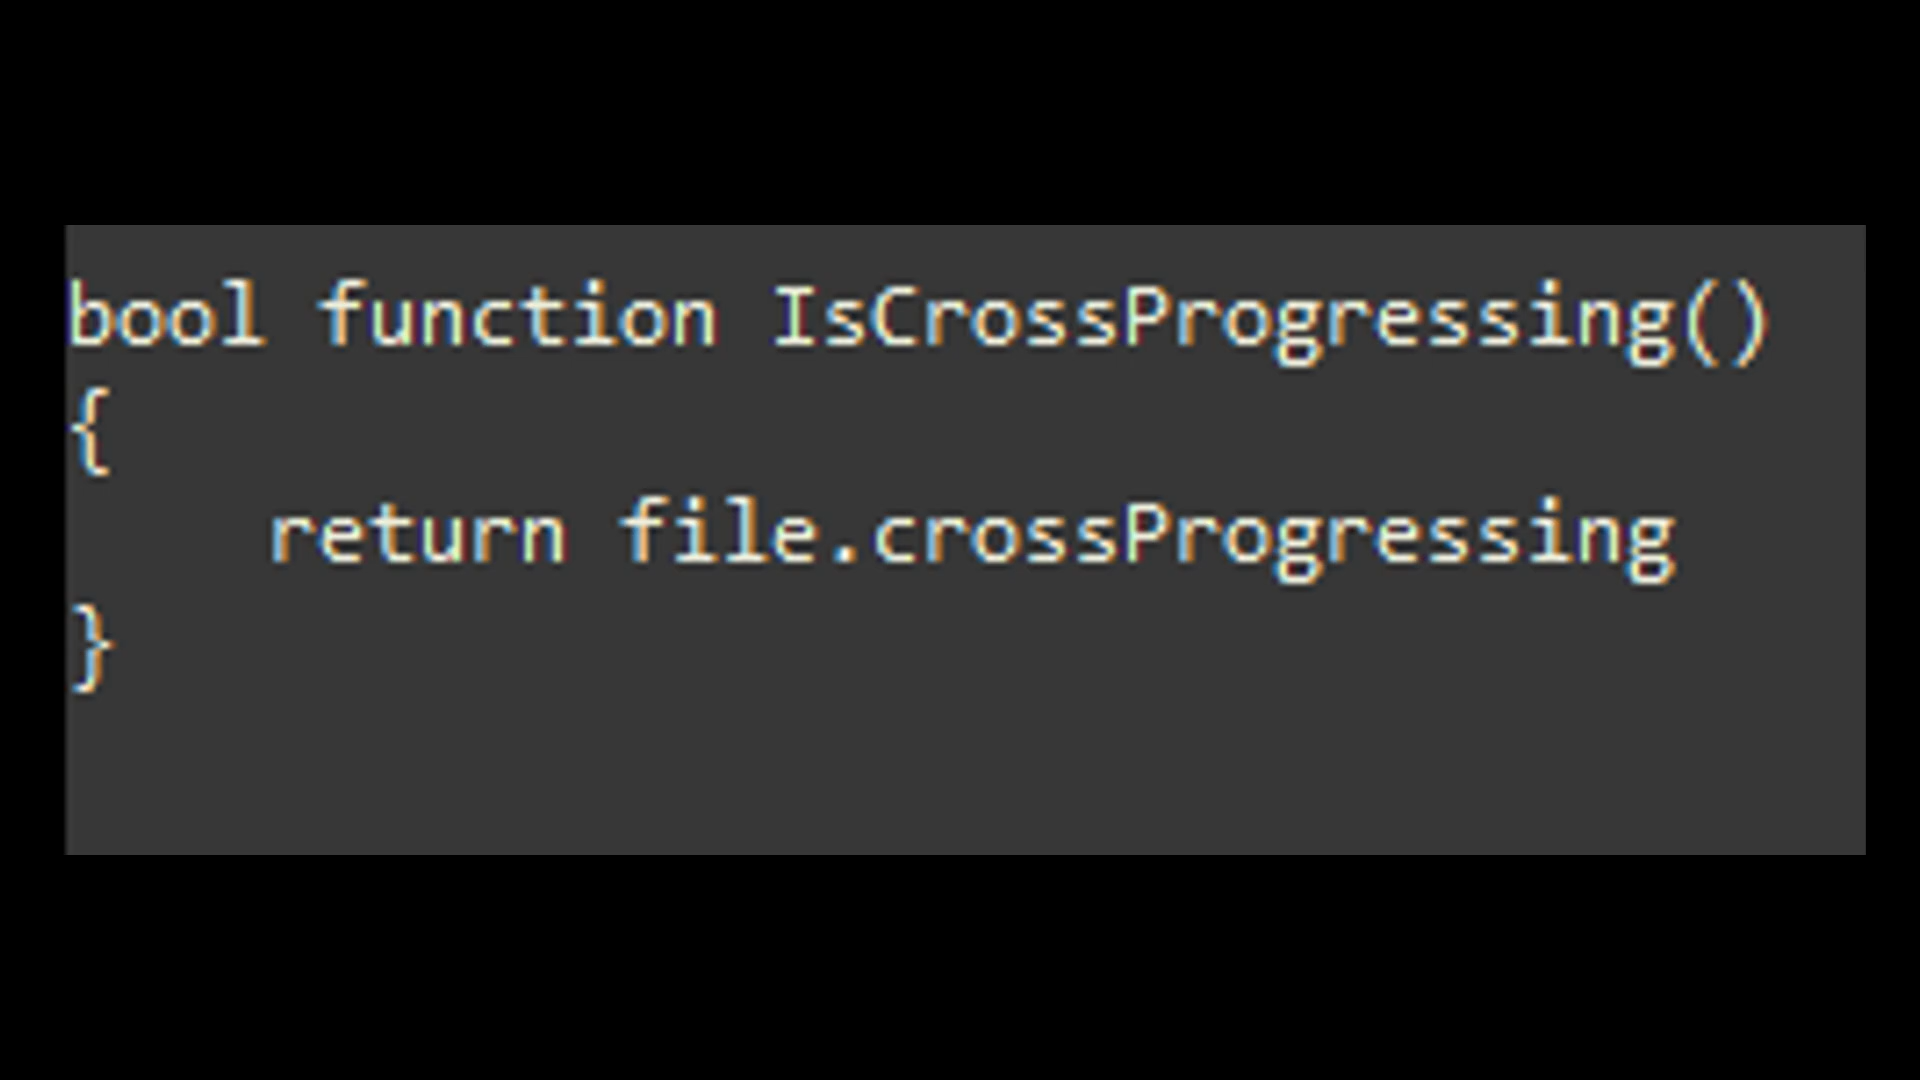 bool function IsCrossProgressing()
{
    return file.crossProgressing
}